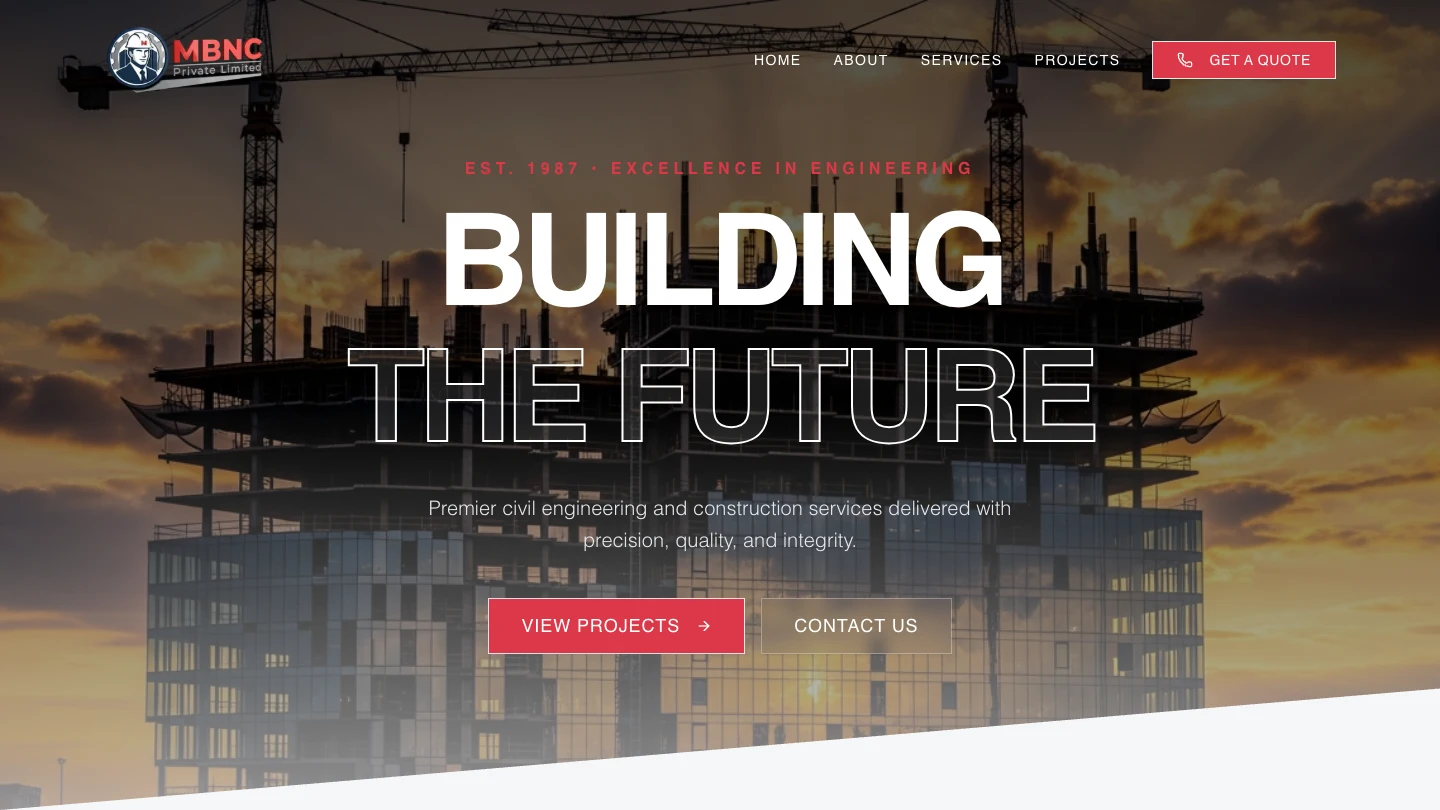 MBNC
Private Limited
HOME
ABOUT
SERVICES
PROJECTS
GET A QUOTE
EST. 1987 · EXCELLENCE IN ENGINEERING
BUILDING
THE FUTURE
Premier civil engineering and construction services delivered with
precision, quality, and integrity.
VIEW PROJECTS →
CONTACT US